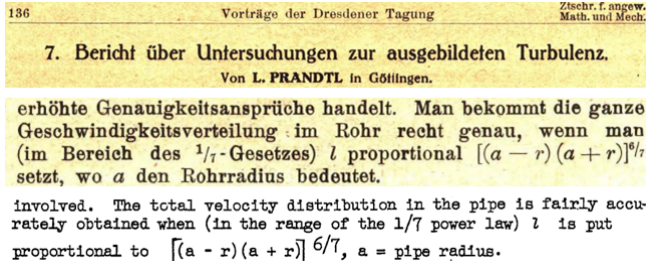 136 Vorträge der Dresdener Tagung Ztschr. f. angew.
Math. und Mech.
7. Bericht über Untersuchungen zur ausgebildeten Turbulenz.
Von L. PRANDTL in Göttingen.
erhöhte Genauigkeitsansprüche handelt. Man bekommt die ganze
Geschwindigkeitsverteilung im Rohr recht genau, wenn man
(im Bereich des ¹/₇-Gesetzes) l proportional [(a — r) (a + r)]^6/7
setzt, wo a den Rohrradius bedeutet.
involved. The total velocity distribution in the pipe is fairly accu-
rately obtained when (in the range of the 1/7 power law) l is put
proportional to [(a - r)(a + r)] 6/7, a = pipe radius.